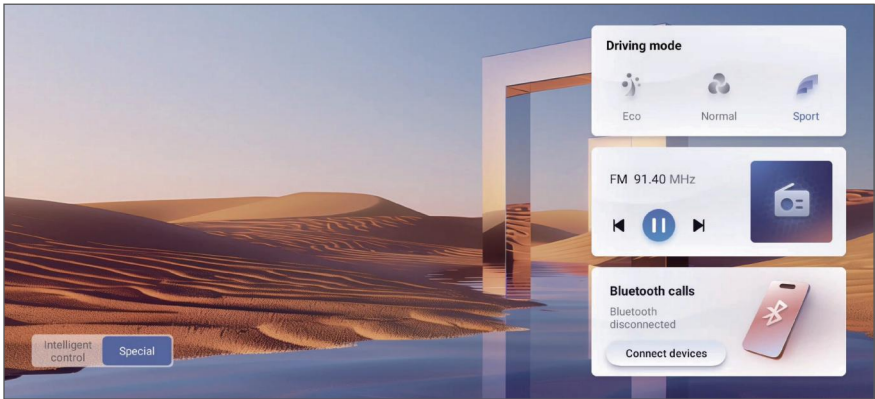 Driving mode
Eco
Normal
Sport
FM 91.40 MHz
Bluetooth calls
Bluetooth
disconnected
Connect devices
Intelligent
control
Special